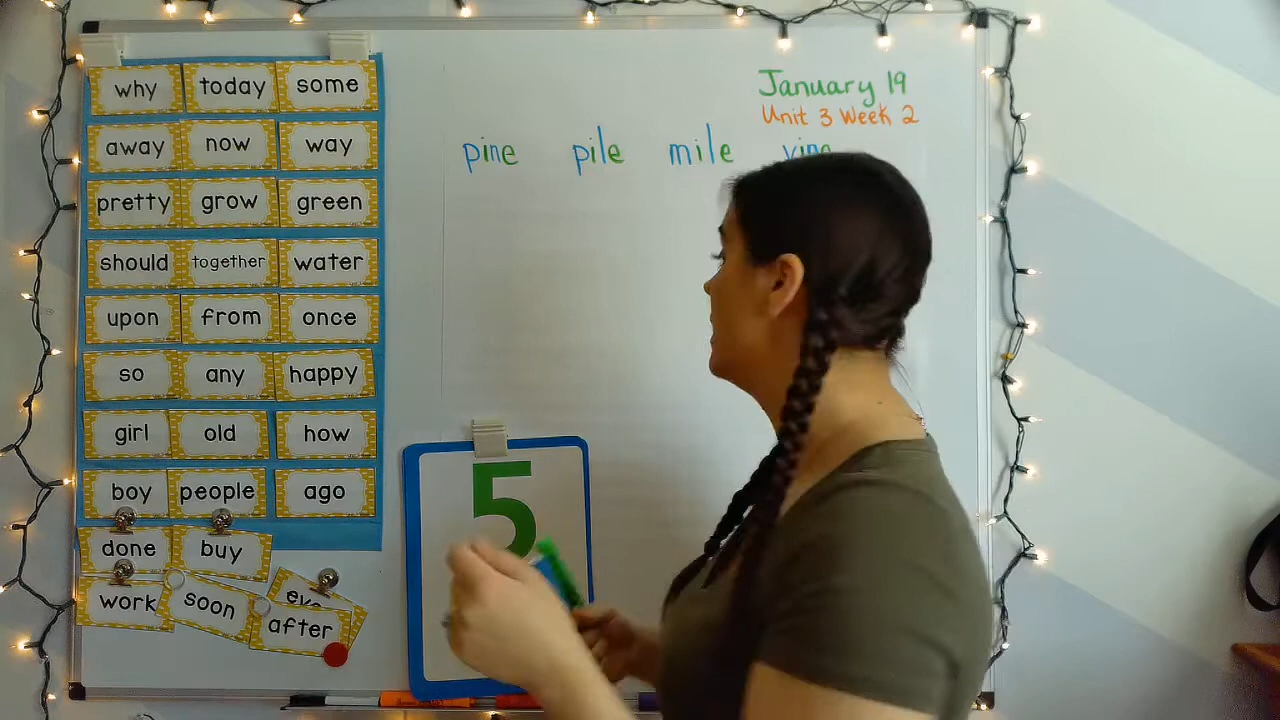 why today some
away now way
pretty grow green
should together water
upon from once
so any happy
girl old how
boy people ago
done buy
work soon
after
January 19
Unit 3 Week 2
pine pile mile vine
5